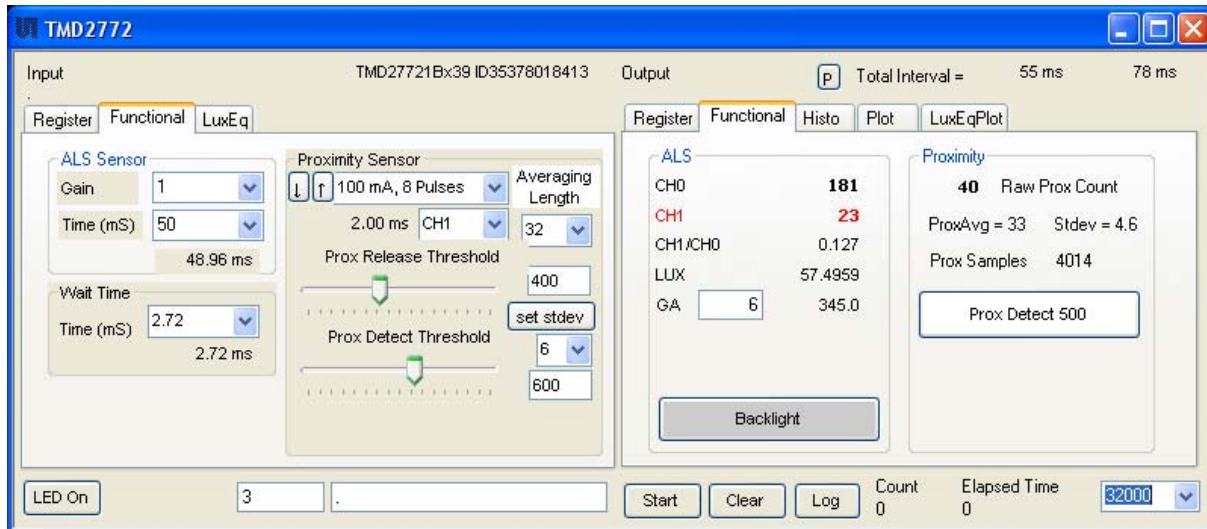 TMD2772
Input
TMD27721Bx39 ID35378018413
Output
P
Total Interval =
55 ms
78 ms
Register
Functional
LuxEq
ALS Sensor
Gain
1
Time (mS)
50
48.96 ms
Wait Time
Time (mS)
2.72
2.72 ms
Proximity Sensor
↓
↑
100 mA, 8 Pulses
Averaging
Length
2.00 ms
CH1
32
Prox Release Threshold
400
set stdev
Prox Detect Threshold
6
600
Register
Functional
Histo
Plot
LuxEqPlot
ALS
CH0 181
CH1 23
CH1/CH0 0.127
LUX 57.4959
GA 6 345.0
Backlight
Proximity
40 Raw Prox Count
ProxAvg = 33 Stdev = 4.6
Prox Samples 4014
Prox Detect 500
LED On
3
.
Start
Clear
Log
Count
0
Elapsed Time
0
32000